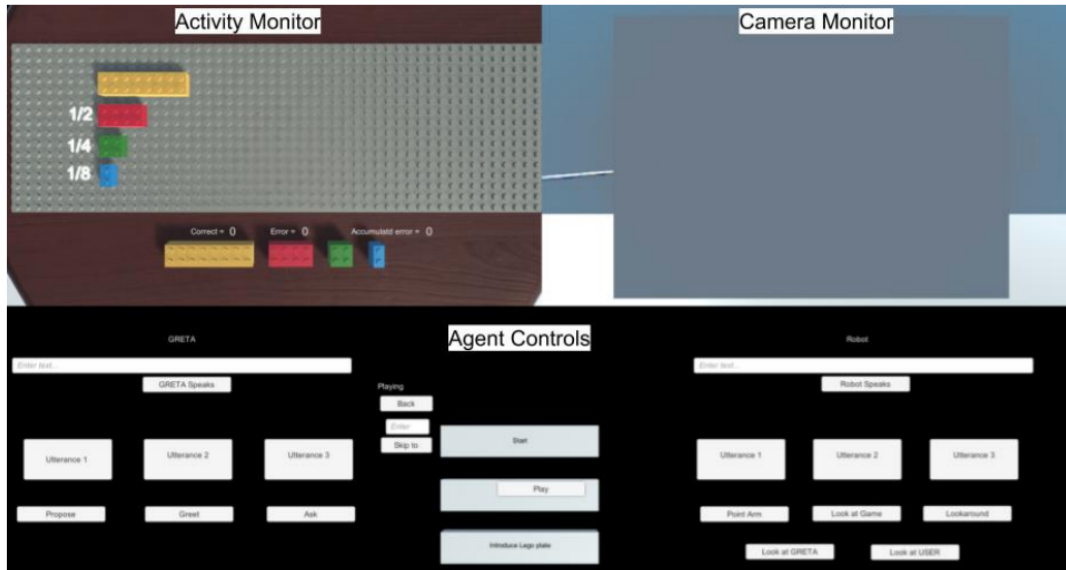 Activity Monitor
Camera Monitor
1/2
1/4
1/8
Correct = 0 Error = 0 Accumulatd error = 0
Agent Controls
GRETA
Enter text...
GRETA Speaks
Utterance 1 Utterance 2 Utterance 3
Propose Greet Ask
Playing
Back
Enter
Skip to
Start
Play
Introduce Lego plate
Robot
Enter text...
Robot Speaks
Utterance 1 Utterance 2 Utterance 3
Point Arm Look at Game Lookaround
Look at GRETA Look at USER